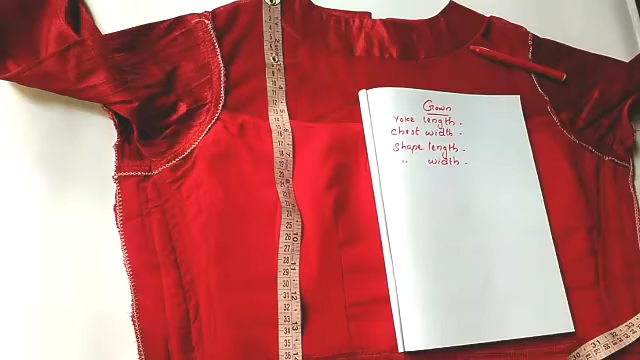 Gown
Yoke length -
chest width -
Shape length -
" width -